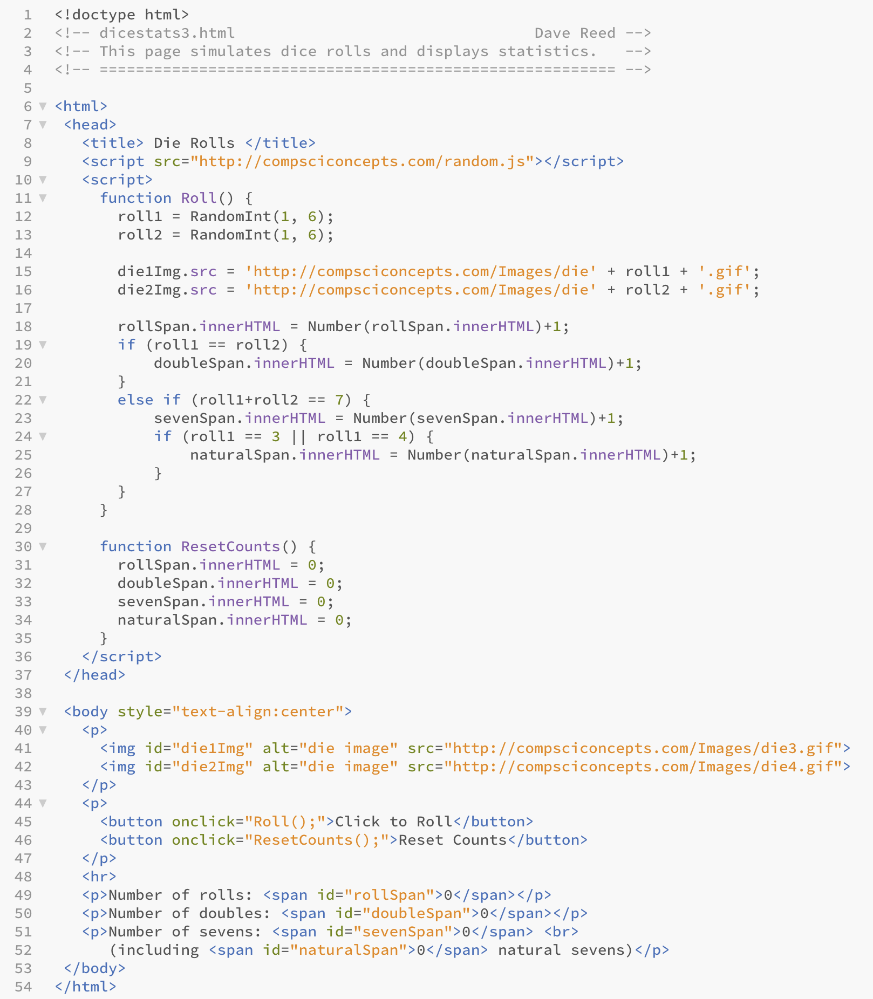 1 <!doctype html>
2 <!-- dicestats3.html                                 Dave Reed -->
3 <!-- This page simulates dice rolls and displays statistics.   -->
4 <!-- ========================================================= -->
5
6 <html>
7  <head>
8    <title> Die Rolls </title>
9    <script src="http://compsciconcepts.com/random.js"></script>
10    <script>
11      function Roll() {
12        roll1 = RandomInt(1, 6);
13        roll2 = RandomInt(1, 6);
14
15        die1Img.src = 'http://compsciconcepts.com/Images/die' + roll1 + '.gif';
16        die2Img.src = 'http://compsciconcepts.com/Images/die' + roll2 + '.gif';
17
18        rollSpan.innerHTML = Number(rollSpan.innerHTML)+1;
19        if (roll1 == roll2) {
20            doubleSpan.innerHTML = Number(doubleSpan.innerHTML)+1;
21        }
22        else if (roll1+roll2 == 7) {
23            sevenSpan.innerHTML = Number(sevenSpan.innerHTML)+1;
24            if (roll1 == 3 || roll1 == 4) {
25                naturalSpan.innerHTML = Number(naturalSpan.innerHTML)+1;
26            }
27        }
28      }
29
30      function ResetCounts() {
31        rollSpan.innerHTML = 0;
32        doubleSpan.innerHTML = 0;
33        sevenSpan.innerHTML = 0;
34        naturalSpan.innerHTML = 0;
35      }
36    </script>
37  </head>
38
39  <body style="text-align:center">
40    <p>
41      <img id="die1Img" alt="die image" src="http://compsciconcepts.com/Images/die3.gif">
42      <img id="die2Img" alt="die image" src="http://compsciconcepts.com/Images/die4.gif">
43    </p>
44    <p>
45      <button onclick="Roll();">Click to Roll</button>
46      <button onclick="ResetCounts();">Reset Counts</button>
47    </p>
48    <hr>
49    <p>Number of rolls: <span id="rollSpan">0</span></p>
50    <p>Number of doubles: <span id="doubleSpan">0</span></p>
51    <p>Number of sevens: <span id="sevenSpan">0</span> <br>
52       (including <span id="naturalSpan">0</span> natural sevens)</p>
53  </body>
54 </html>